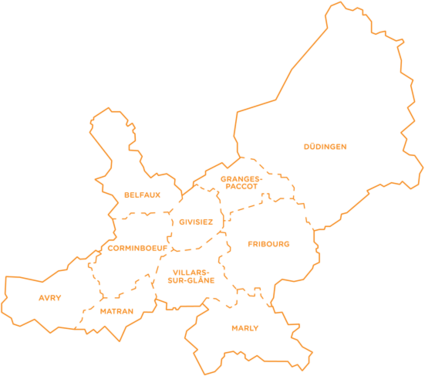 DÜDINGEN
GRANGES-
PACCOT
BELFAUX
GIVISIEZ
FRIBOURG
CORMINBOEUF
VILLARS-
SUR-GLÂNE
AVRY
MATRAN
MARLY